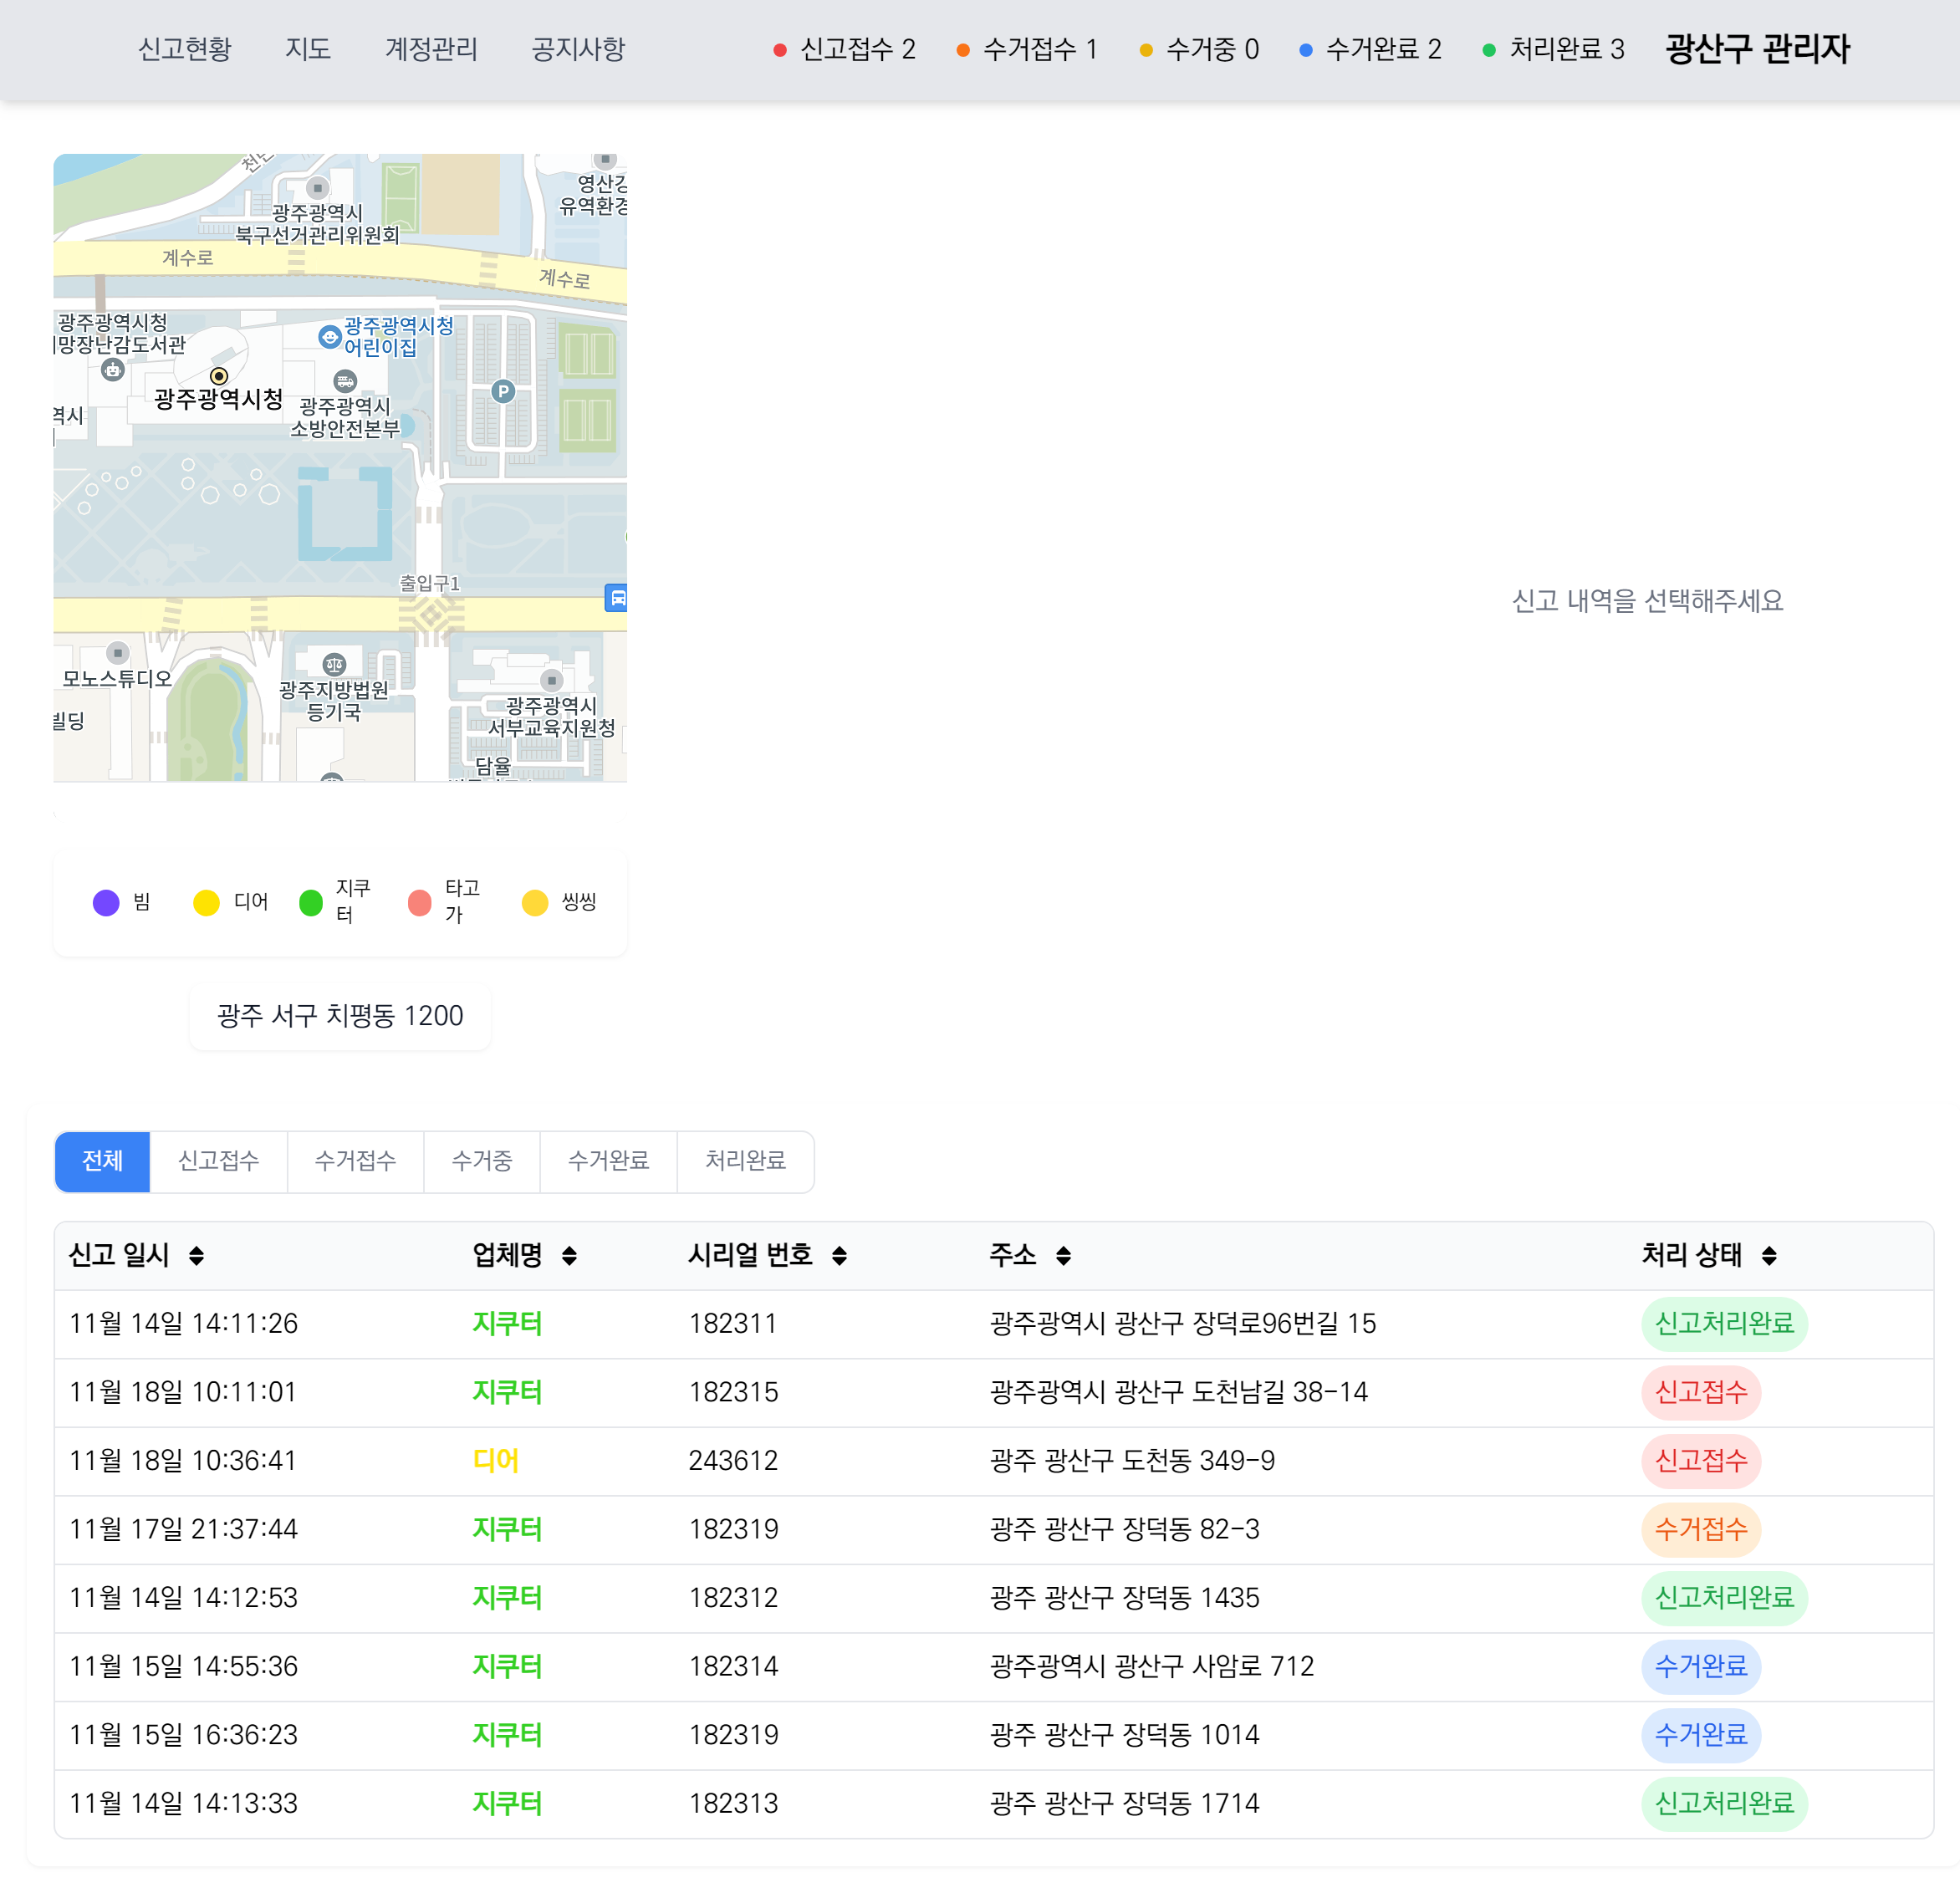 신고현황 지도 계정관리 공지사항 신고접수 2 수거접수 1 수거중 0 수거완료 2 처리완료 3 광산구 관리자
광주광역시
북구선거관리위원회
영산강
유역환경
계수로
계수로
광주광역시청
망장난감도서관
광주광역시청
어린이집
광주광역시청
광주광역시
소방안전본부
P
역시
출입구1
모노스튜디오
광주지방법원
등기국
광주광역시
서부교육지원청
빌딩
담율
신고 내역을 선택해주세요
빔 디어 지쿠
터 타고
가 씽씽
광주 서구 치평동 1200
전체 신고접수 수거접수 수거중 수거완료 처리완료
신고 일시 업체명 시리얼 번호 주소 처리 상태
11월 14일 14:11:26 지쿠터 182311 광주광역시 광산구 장덕로96번길 15 신고처리완료
11월 18일 10:11:01 지쿠터 182315 광주광역시 광산구 도천남길 38-14 신고접수
11월 18일 10:36:41 디어 243612 광주 광산구 도천동 349-9 신고접수
11월 17일 21:37:44 지쿠터 182319 광주 광산구 장덕동 82-3 수거접수
11월 14일 14:12:53 지쿠터 182312 광주 광산구 장덕동 1435 신고처리완료
11월 15일 14:55:36 지쿠터 182314 광주광역시 광산구 사암로 712 수거완료
11월 15일 16:36:23 지쿠터 182319 광주 광산구 장덕동 1014 수거완료
11월 14일 14:13:33 지쿠터 182313 광주 광산구 장덕동 1714 신고처리완료